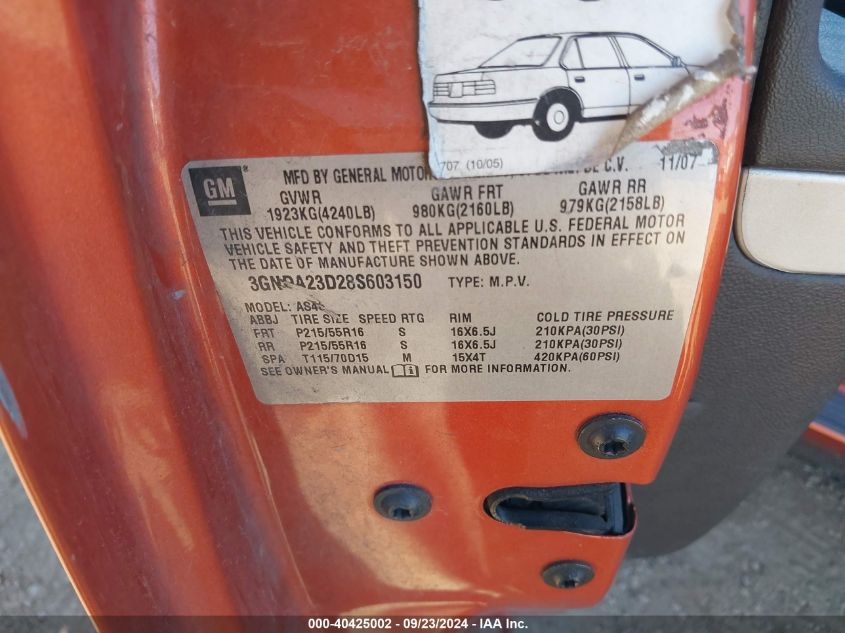 707 (10/05)
GM
MFD BY GENERAL MOTOR DE C.V. 11/07
GVWR GAWR FRT GAWR RR
1923KG(4240LB) 980KG(2160LB) 979KG(2158LB)
THIS VEHICLE CONFORMS TO ALL APPLICABLE U.S. FEDERAL MOTOR
VEHICLE SAFETY AND THEFT PREVENTION STANDARDS IN EFFECT ON
THE DATE OF MANUFACTURE SHOWN ABOVE.
3GNDA23D28S603150 TYPE: M.P.V.
MODEL:
ABBJ TIRE SIZE SPEED RTG RIM COLD TIRE PRESSURE
FRT P215/55R16 S 16X6.5J 210KPA(30PSI)
RR P215/55R16 S 16X6.5J 210KPA(30PSI)
SPA T115/70D15 M 15X4T 420KPA(60PSI)
SEE OWNER'S MANUAL FOR MORE INFORMATION.
000-40425002 - 09/23/2024 - IAA